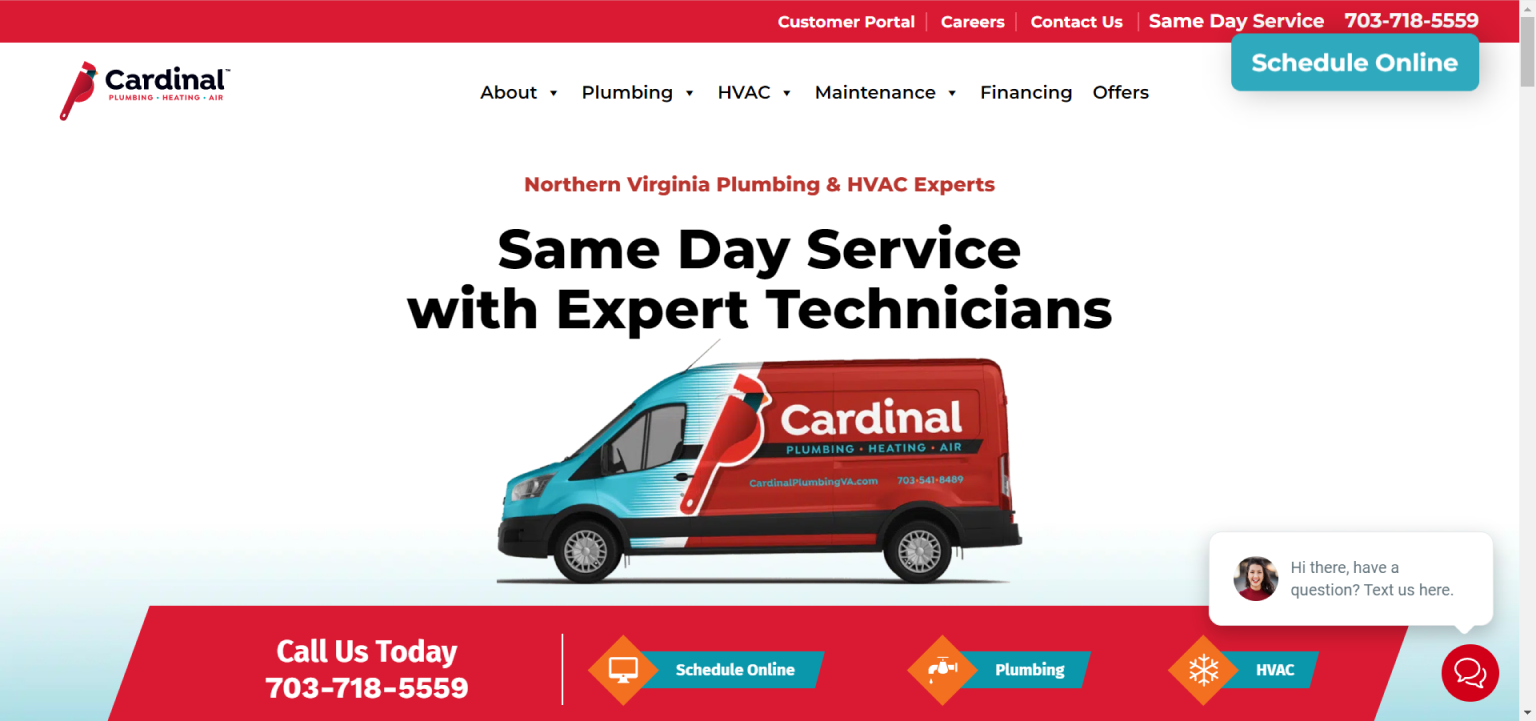 Customer Portal
Careers
Contact Us
Same Day Service
703-718-5559
Schedule Online
Cardinal™
PLUMBING • HEATING • AIR
About
Plumbing
HVAC
Maintenance
Financing
Offers
Northern Virginia Plumbing & HVAC Experts
Same Day Service
with Expert Technicians
Cardinal
PLUMBING • HEATING • AIR
CardinalPlumbingVA.com 703-541-8489
Hi there, have a
question? Text us here.
Call Us Today
703-718-5559
Schedule Online
Plumbing
HVAC